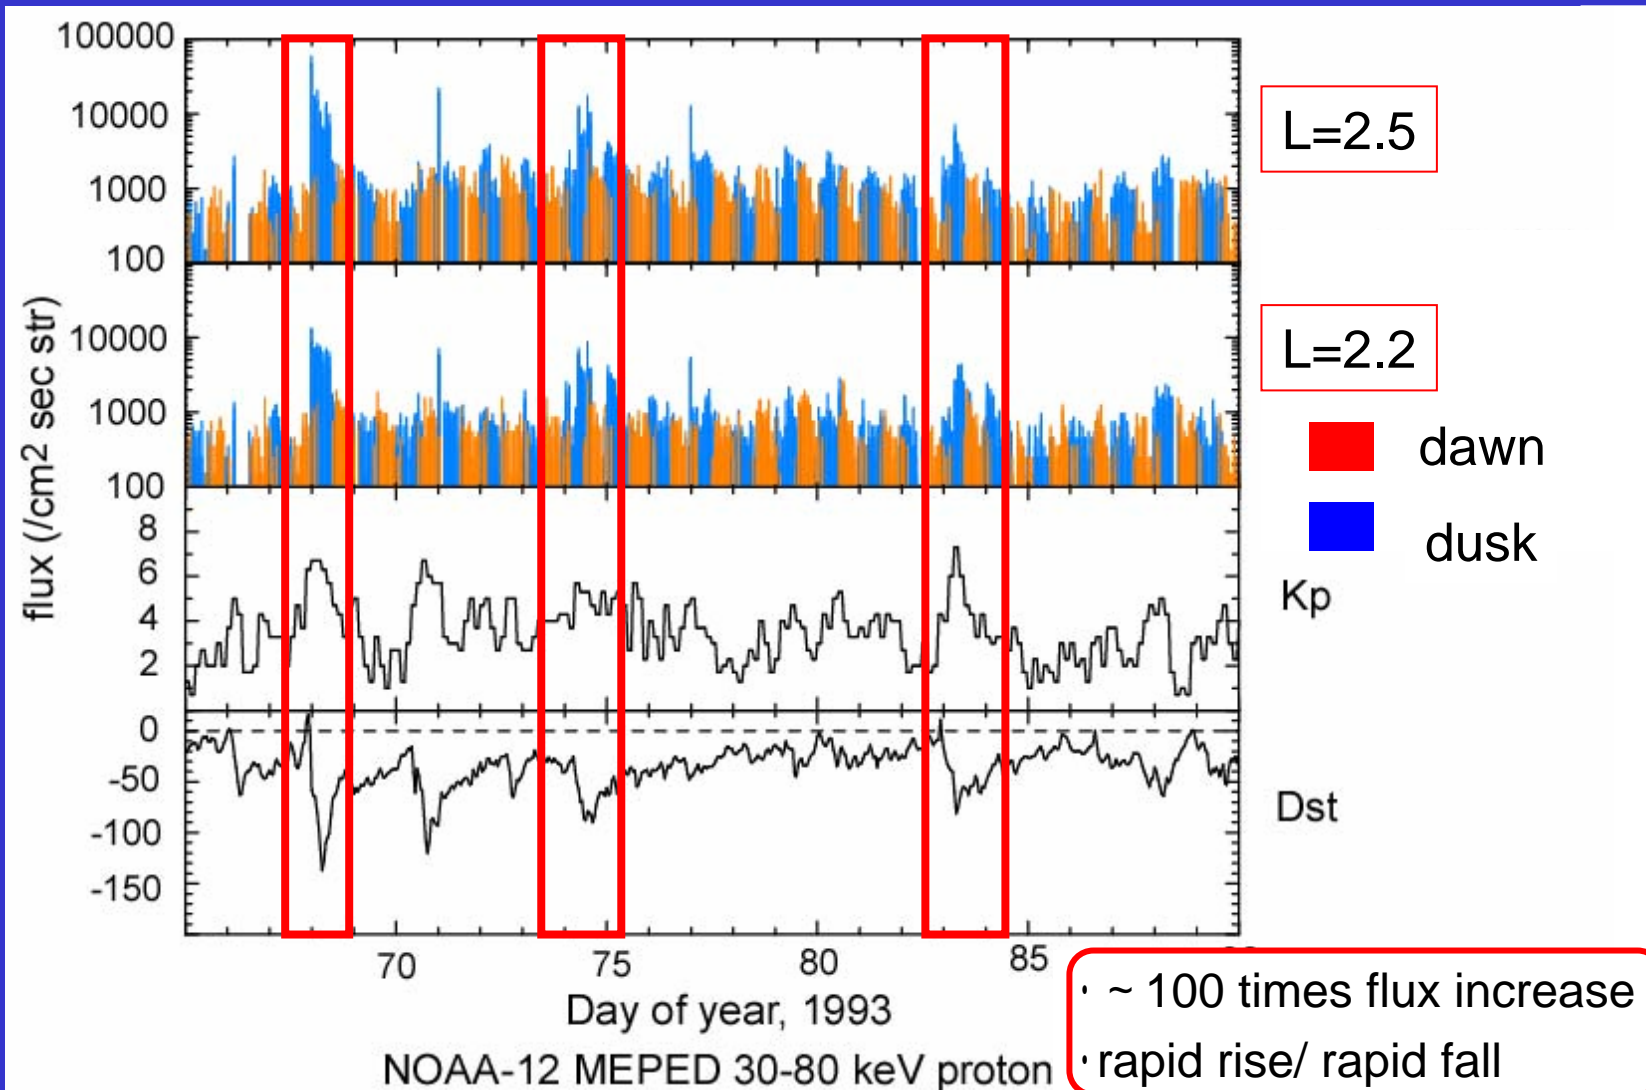 100000
10000
1000
100
L=2.5
10000
1000
100
L=2.2
dawn
dusk
flux (/cm2 sec str)
8
6
4
2
Kp
0
-50
-100
-150
Dst
70
75
80
85
Day of year, 1993
NOAA-12 MEPED 30-80 keV proton
· ~ 100 times flux increase
· rapid rise/ rapid fall